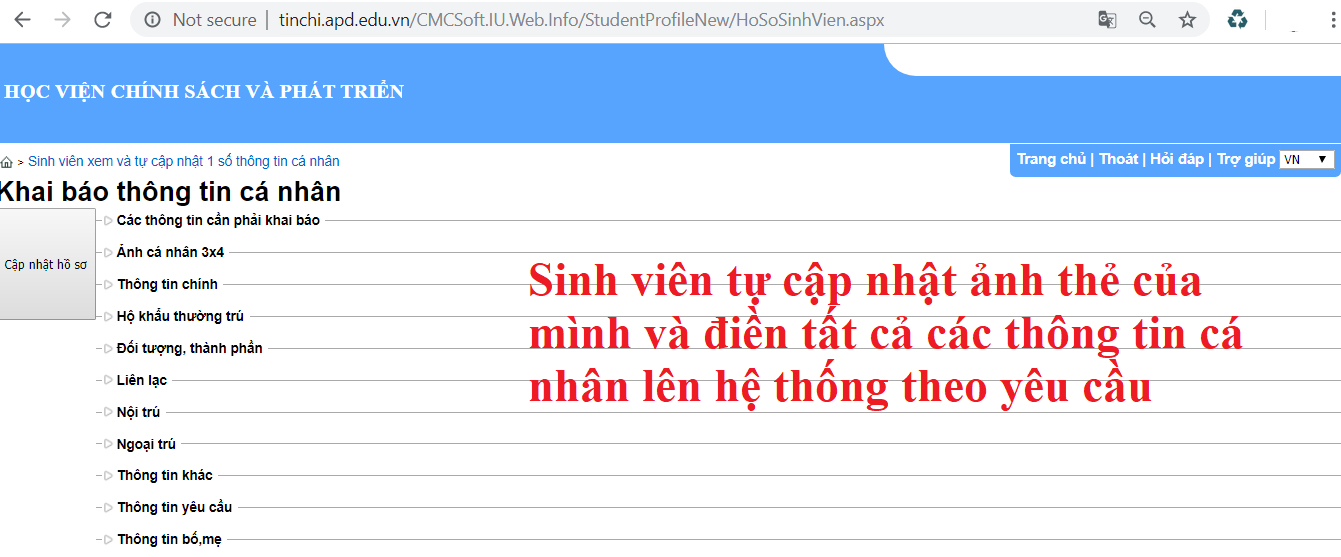 Not secure | tinchi.apd.edu.vn/CMCSoft.IU.Web.Info/StudentProfileNew/HoSoSinhVien.aspx
HỌC VIỆN CHÍNH SÁCH VÀ PHÁT TRIỂN
> Sinh viên xem và tự cập nhật 1 số thông tin cá nhân
Trang chủ | Thoát | Hỏi đáp | Trợ giúp VN
Khai báo thông tin cá nhân
Cập nhật hồ sơ
Các thông tin cần phải khai báo
Ảnh cá nhân 3x4
Thông tin chính
Hộ khẩu thường trú
Đối tượng, thành phần
Liên lạc
Nội trú
Ngoại trú
Thông tin khác
Thông tin yêu cầu
Thông tin bố,mẹ
Sinh viên tự cập nhật ảnh thẻ của
mình và điền tất cả các thông tin cá
nhân lên hệ thống theo yêu cầu